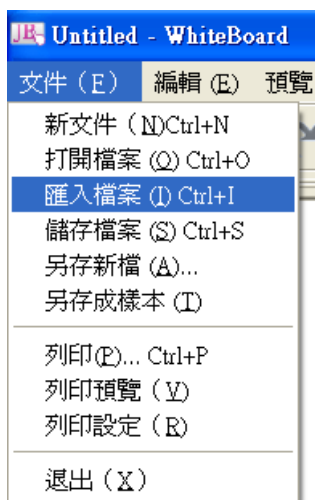 JB Untitled - WhiteBoard
文件（F） 編輯 (E) 預覽
新文件（N)Ctrl+N
打開檔案 (O) Ctrl+O
匯入檔案 (I) Ctrl+I
儲存檔案 (S) Ctrl+S
另存新檔 (A)...
另存成樣本 (T)
列印(P)... Ctrl+P
列印預覽（V)
列印設定（R)
退出（X）